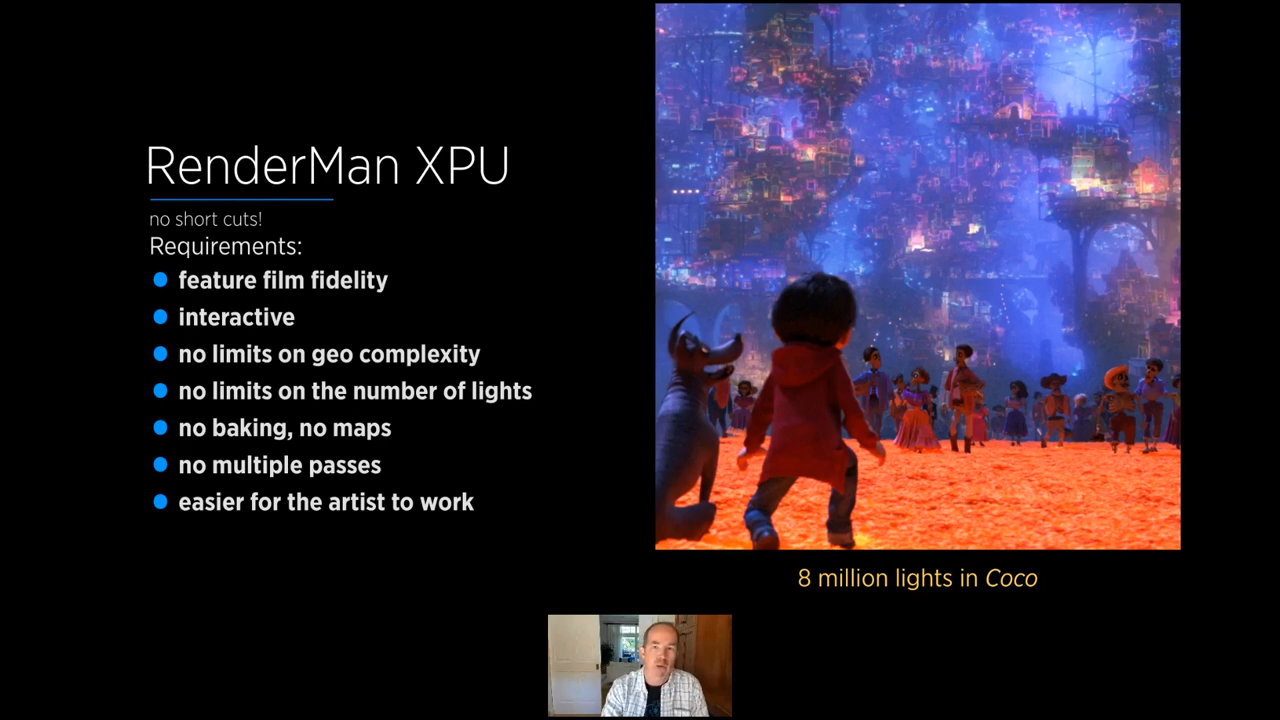 RenderMan XPU
no short cuts!
Requirements:
feature film fidelity
interactive
no limits on geo complexity
no limits on the number of lights
no baking, no maps
no multiple passes
easier for the artist to work
8 million lights in Coco